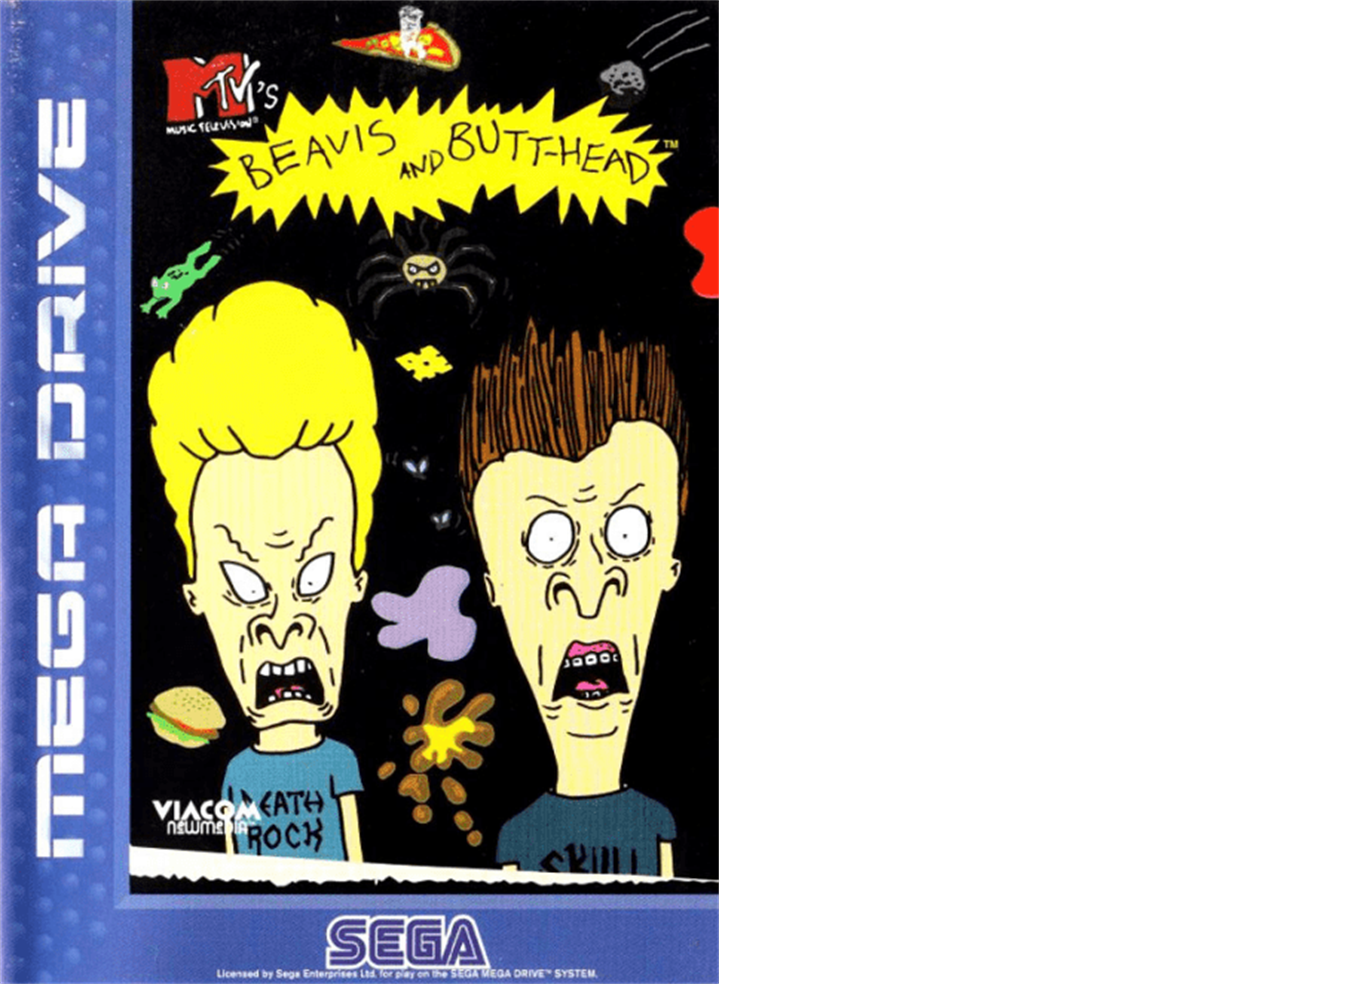 MEGA DRIVE
MTV's
MUSIC TELEVISION®
BEAVIS AND BUTT-HEAD™
DEATH
ROCK
VIACOM
NEWMEDIA™
SKULL
SEGA
Licensed by Sega Enterprises Ltd. for play on the SEGA MEGA DRIVE™ SYSTEM.